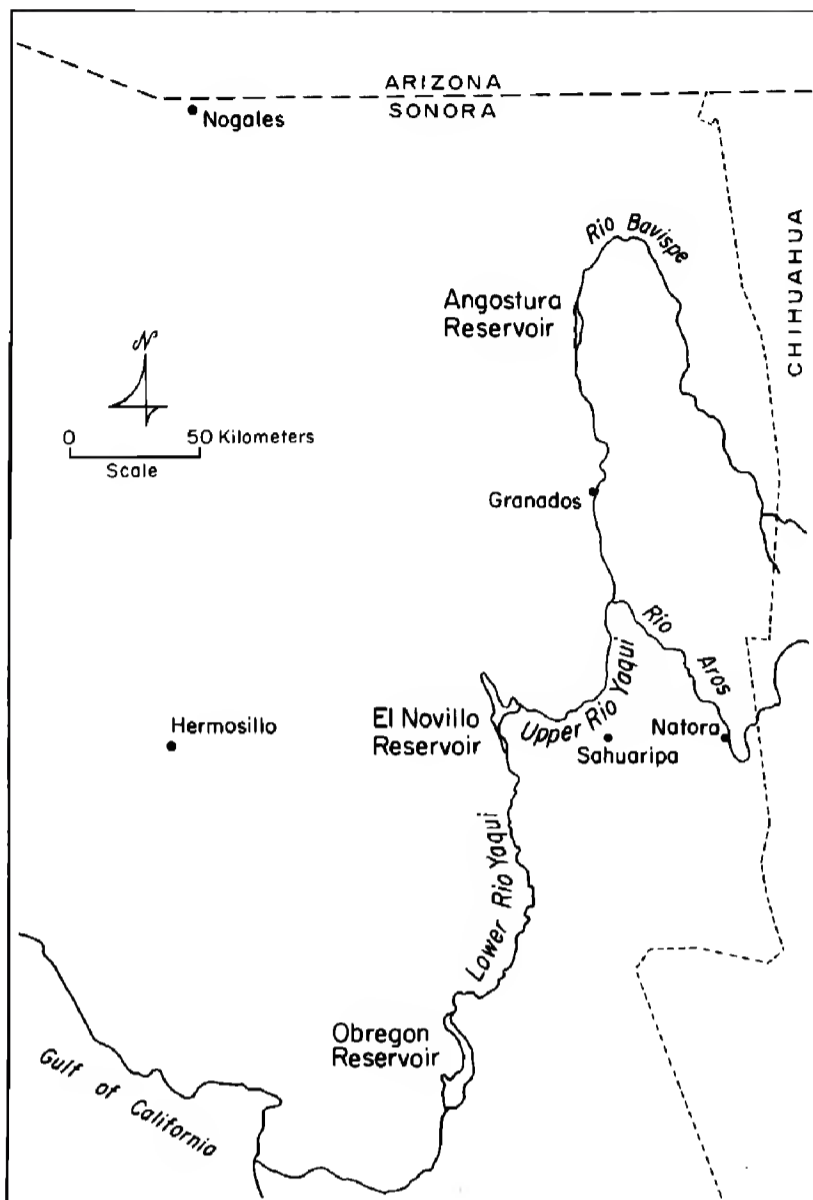 ARIZONA
SONORA
Nogales
Rio Bavispe
CHIHUAHUA
Angostura
Reservoir
N
0 50 Kilometers
Scale
Granados
Rio Aros
Upper Rio Yaqui
El Novillo
Reservoir
Hermosillo
Natora
Sahuaripa
Lower Rio Yaqui
Obregon
Reservoir
Gulf of California